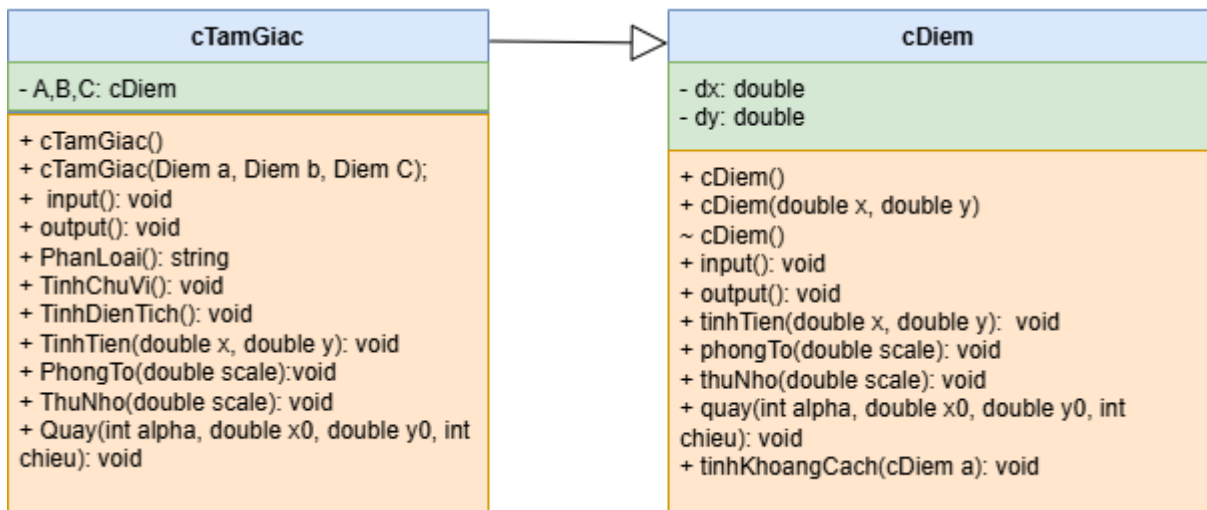 cTamGiac
- A,B,C: cDiem
+ cTamGiac()
+ cTamGiac(Diem a, Diem b, Diem C);
+ input(): void
+ output(): void
+ PhanLoai(): string
+ TinhChuVi(): void
+ TinhDienTich(): void
+ TinhTien(double x, double y): void
+ PhongTo(double scale):void
+ ThuNho(double scale): void
+ Quay(int alpha, double x0, double y0, int
chieu): void
cDiem
- dx: double
- dy: double
+ cDiem()
+ cDiem(double x, double y)
~ cDiem()
+ input(): void
+ output(): void
+ tinhTien(double x, double y): void
+ phongTo(double scale): void
+ thuNho(double scale): void
+ quay(int alpha, double x0, double y0, int
chieu): void
+ tinhKhoangCach(cDiem a): void